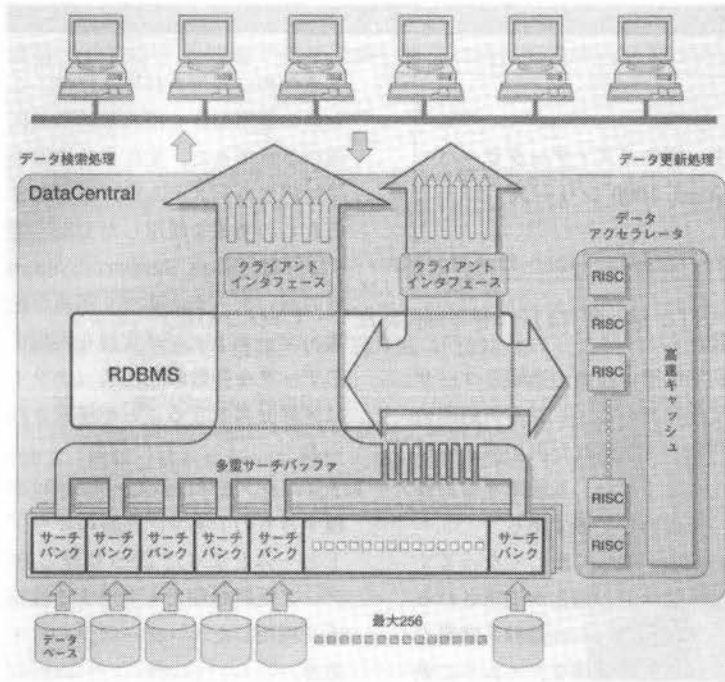 データ検索処理
データ更新処理
DataCentral
データ
アクセラレータ
クライアント
インタフェース
クライアント
インタフェース
RISC
RISC
RISC
RISC
RISC
高速キャッシュ
RDBMS
多重サーチバッファ
サーチ
バンク
サーチ
バンク
サーチ
バンク
サーチ
バンク
サーチ
バンク
サーチ
バンク
データ
ベース
最大256